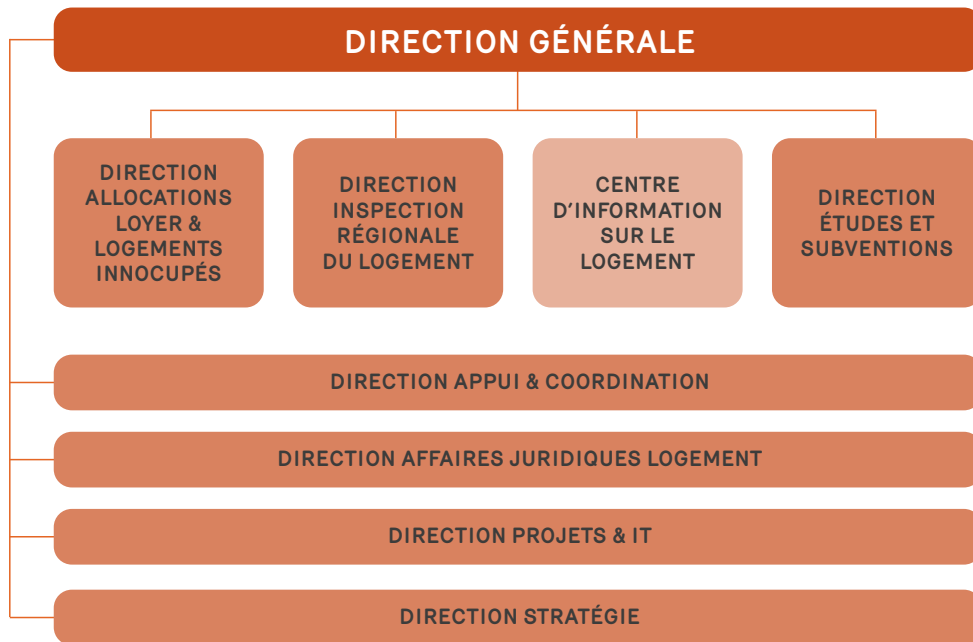 DIRECTION GÉNÉRALE
DIRECTION
ALLOCATIONS
LOYER &
LOGEMENTS
INNOCUPÉS
DIRECTION
INSPECTION
RÉGIONALE
DU LOGEMENT
CENTRE
D'INFORMATION
SUR LE
LOGEMENT
DIRECTION
ÉTUDES ET
SUBVENTIONS
DIRECTION APPUI & COORDINATION
DIRECTION AFFAIRES JURIDIQUES LOGEMENT
DIRECTION PROJETS & IT
DIRECTION STRATÉGIE